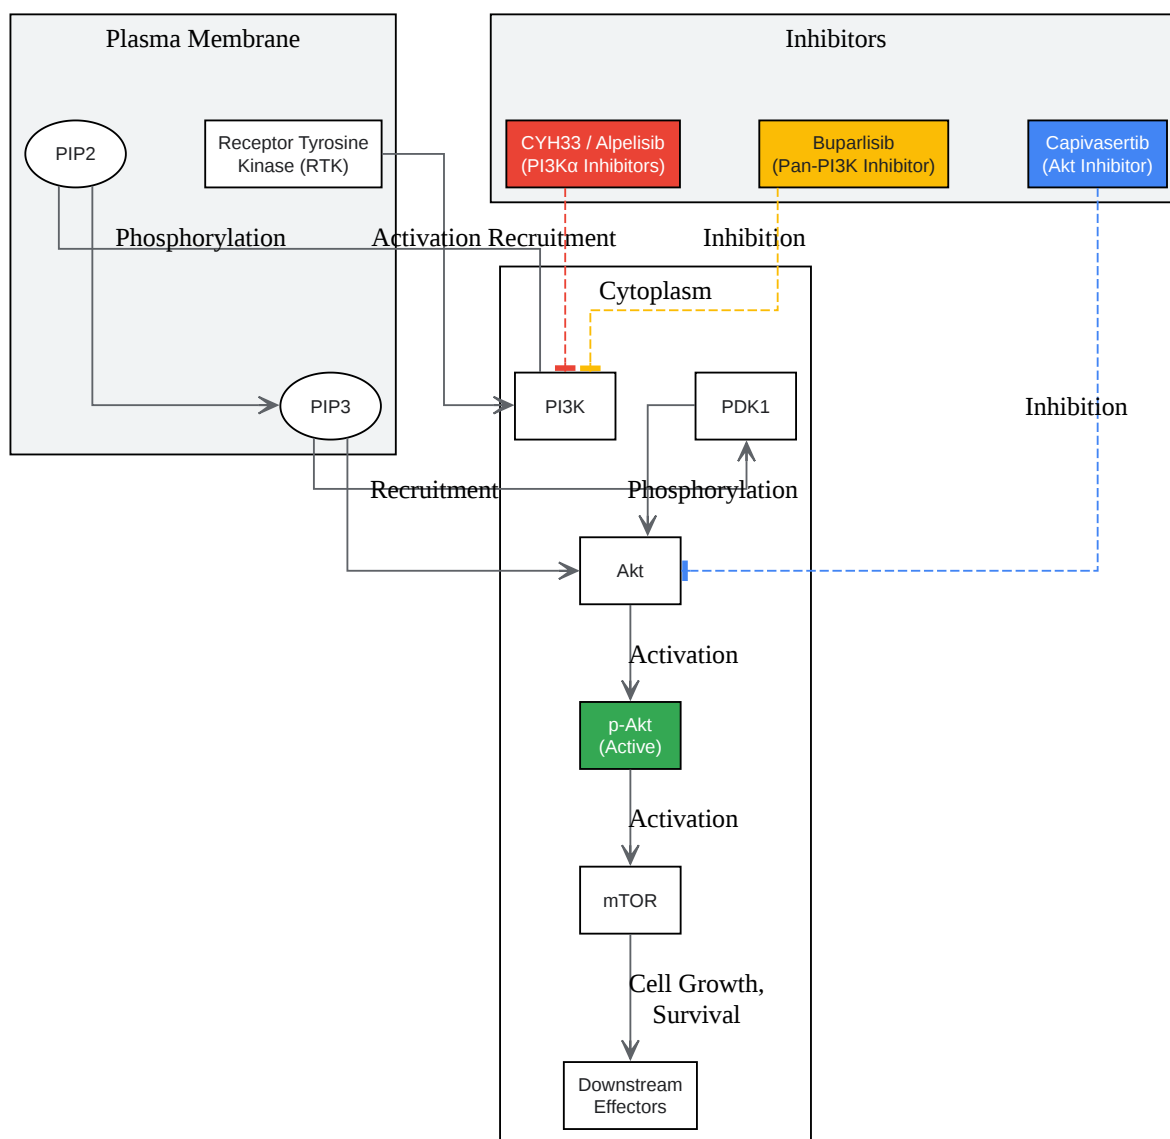 Plasma Membrane
Inhibitors
PIP2
Receptor Tyrosine
Kinase (RTK)
CYH33 / Alpelisib
(PI3Kα Inhibitors)
Buparlisib
(Pan-PI3K Inhibitor)
Capivasertib
(Akt Inhibitor)
Phosphorylation
Activation Recruitment
Inhibition
Cytoplasm
PIP3
PI3K
PDK1
Inhibition
Recruitment
Phosphorylation
Akt
Activation
p-Akt
(Active)
Activation
mTOR
Cell Growth,
Survival
Downstream
Effectors